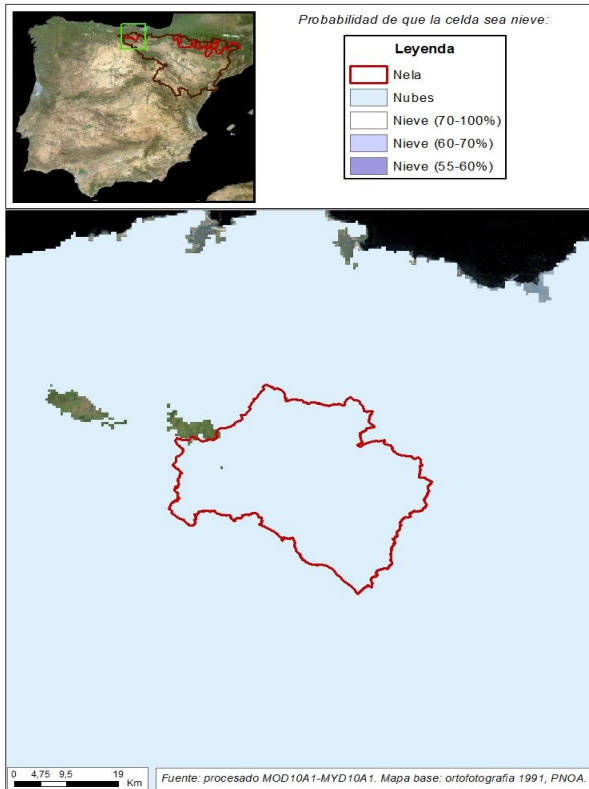 Probabilidad de que la celda sea nieve:
Leyenda
Nela
Nubes
Nieve (70-100%)
Nieve (60-70%)
Nieve (55-60%)
0 4,75 9,5 19
Km
Fuente: procesado MOD10A1-MYD10A1. Mapa base: ortofotografia 1991, PNOA.